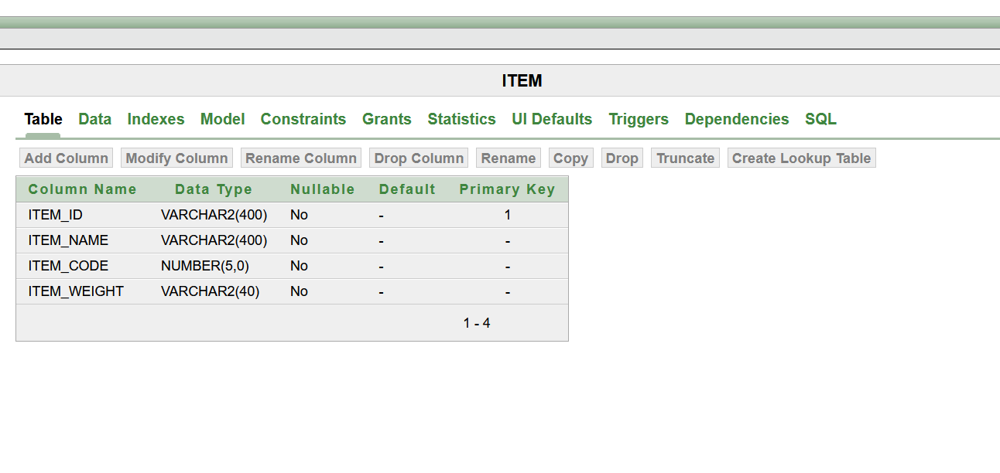 ITEM
Table Data Indexes Model Constraints Grants Statistics UI Defaults Triggers Dependencies SQL
Add Column Modify Column Rename Column Drop Column Rename Copy Drop Truncate Create Lookup Table
Column Name Data Type Nullable Default Primary Key
ITEM_ID VARCHAR2(400) No - 1
ITEM_NAME VARCHAR2(400) No - -
ITEM_CODE NUMBER(5,0) No - -
ITEM_WEIGHT VARCHAR2(40) No - -
1 - 4